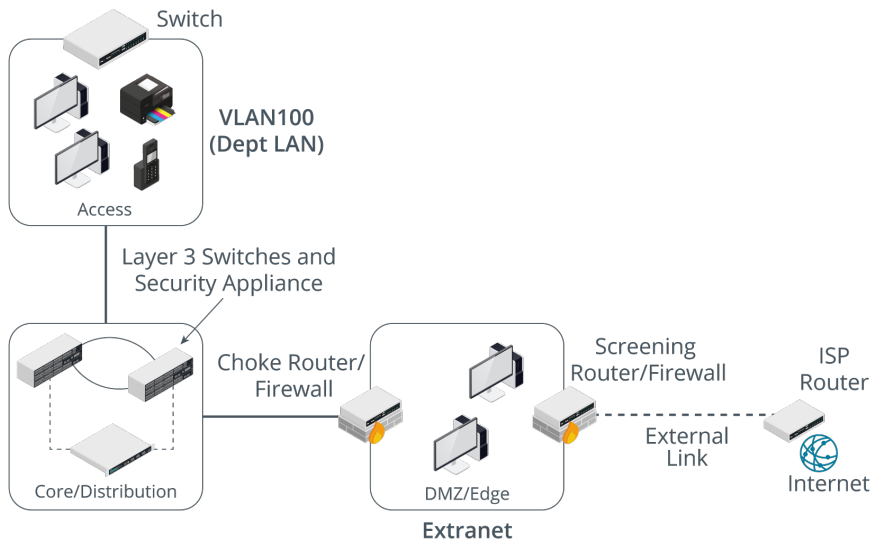 Switch
VLAN100
(Dept LAN)
Access
Layer 3 Switches and
Security Appliance
Core/Distribution
Choke Router/
Firewall
DMZ/Edge
Extranet
Screening
Router/Firewall
External
Link
ISP
Router
Internet